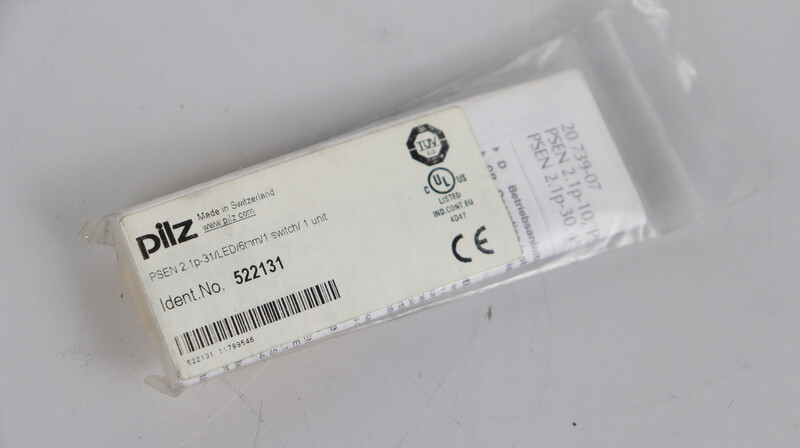 pilz
Made in Switzerland
www.pilz.com
PSEN 2.1p-31/LED/6mm/1 switch/ 1 unit
Ident.No. 522131
522131
TÜV
C UL US
LISTED
IND.CONT.EQ
4D47
CE
20 739-07
PSEN 2.1p-10,
PSEN 2.1p-30,
D Betriebsanleit